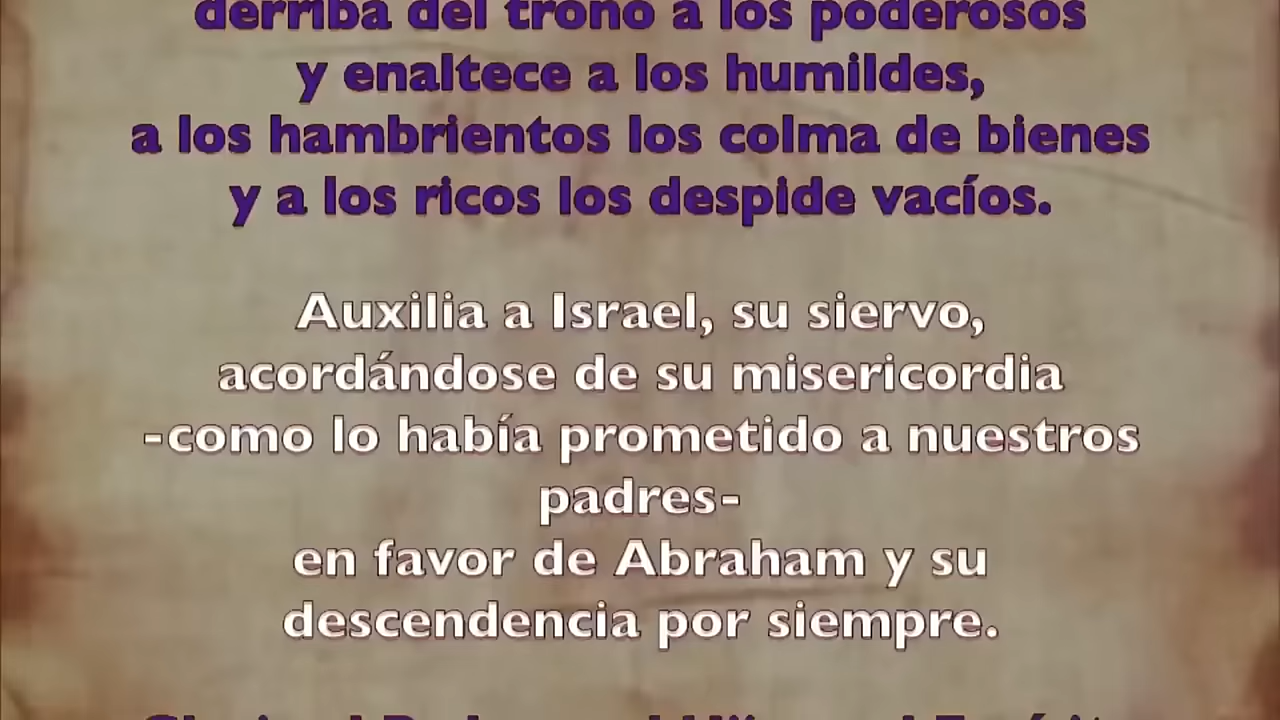 derriba del trono a los poderosos
y enaltece a los humildes,
a los hambrientos los colma de bienes
y a los ricos los despide vacíos.
Auxilia a Israel, su siervo,
acordándose de su misericordia
-como lo había prometido a nuestros
padres-
en favor de Abraham y su
descendencia por siempre.